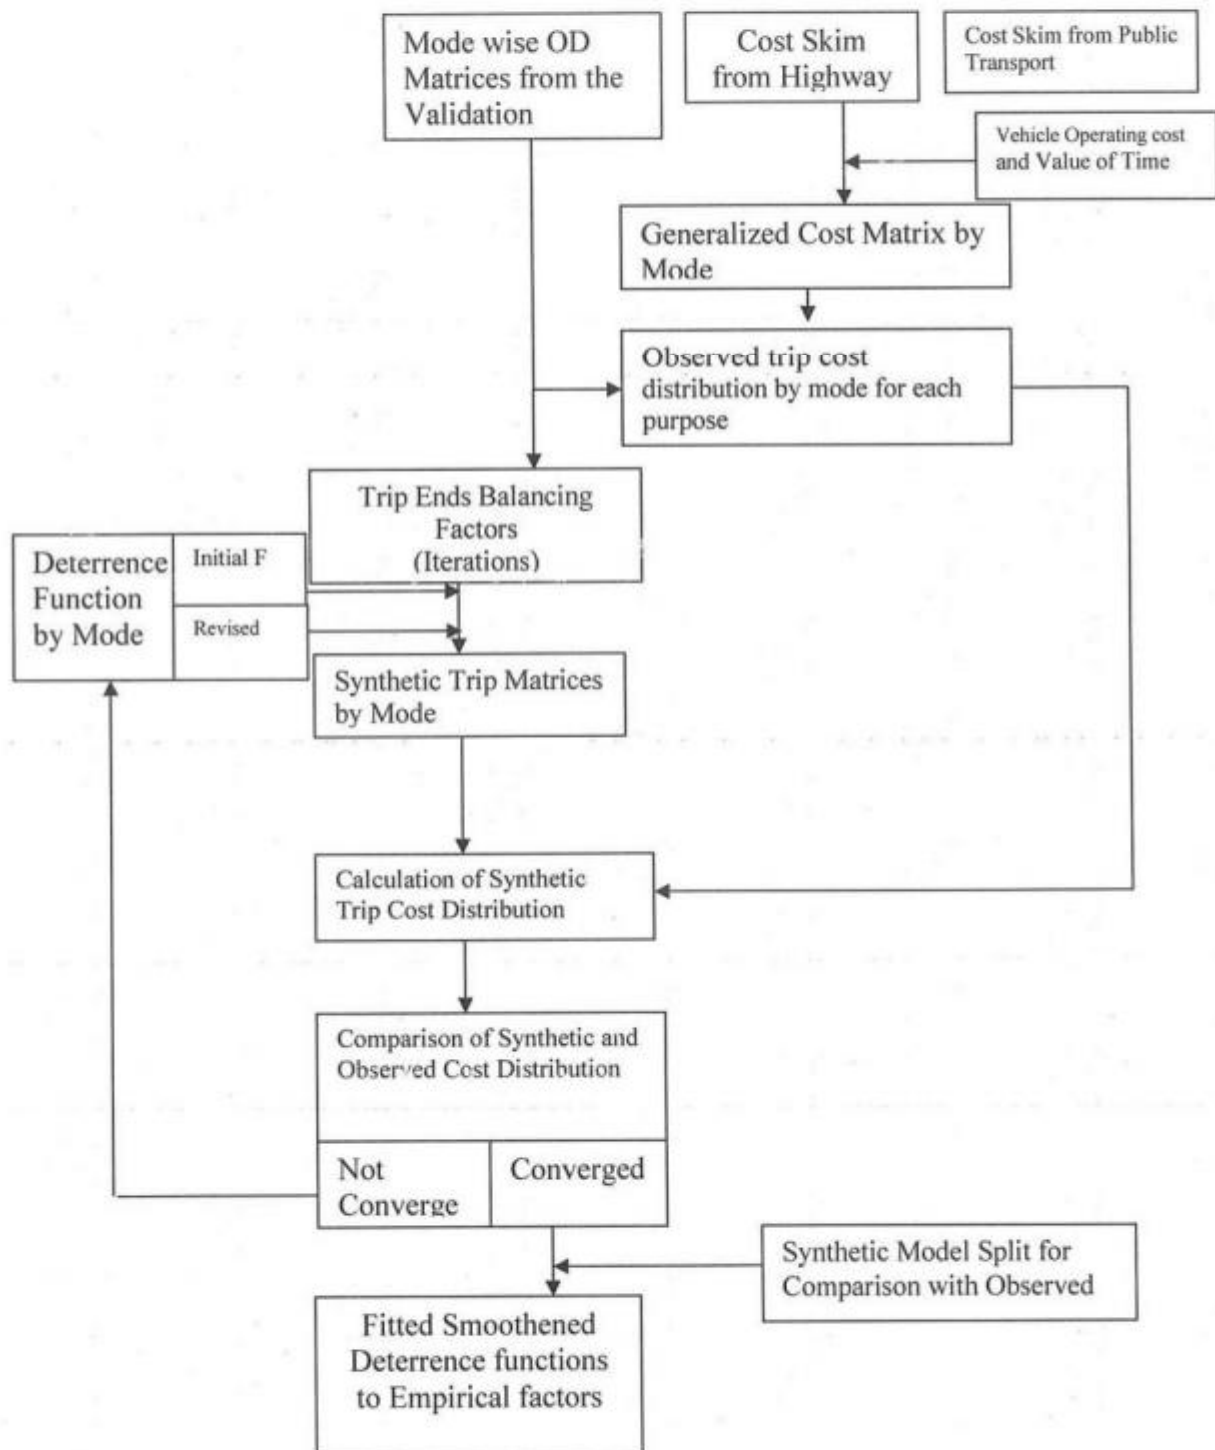 Mode wise OD
Matrices from the
Validation
Cost Skim
from Highway
Cost Skim from Public
Transport
Vehicle Operating cost
and Value of Time
Generalized Cost Matrix by
Mode
Observed trip cost
distribution by mode for each
purpose
Trip Ends Balancing
Factors
(Iterations)
Deterrence
Function
by Mode
Initial F
Revised
Synthetic Trip Matrices
by Mode
Calculation of Synthetic
Trip Cost Distribution
Comparison of Synthetic and
Observed Cost Distribution
Not
Converge
Converged
Synthetic Model Split for
Comparison with Observed
Fitted Smoothened
Deterrence functions
to Empirical factors